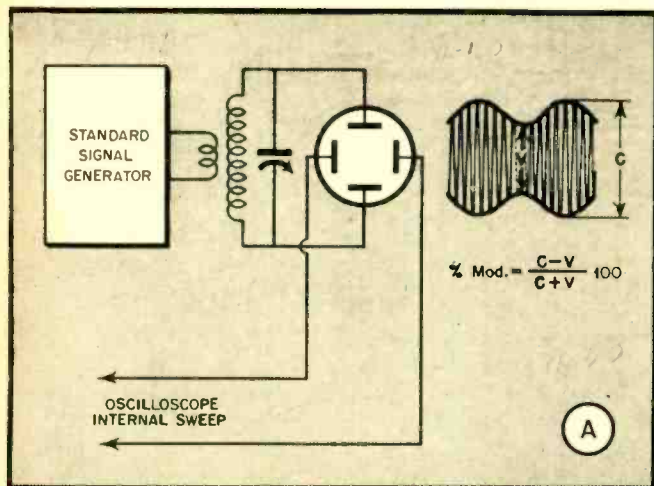 STANDARD
SIGNAL
GENERATOR
V
C
% Mod. = C-V
C+V 100
OSCILLOSCOPE
INTERNAL SWEEP
A